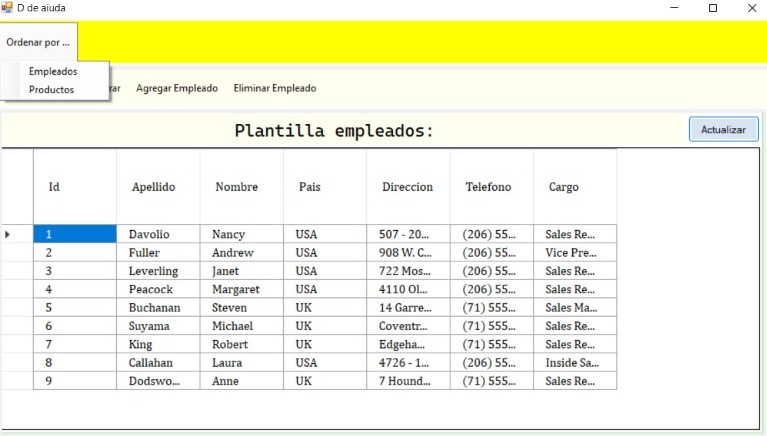 D de aiuda
Ordenar por ...
Empleados
Productos
Agregar Empleado Eliminar Empleado
Plantilla empleados:
Actualizar
Id Apellido Nombre Pais Direccion Telefono Cargo
1 Davolio Nancy USA 507 - 20... (206) 55... Sales Re...
2 Fuller Andrew USA 908 W. C... (206) 55... Vice Pre...
3 Leverling Janet USA 722 Mos... (206) 55... Sales Re...
4 Peacock Margaret USA 4110 Ol... (206) 55... Sales Re...
5 Buchanan Steven UK 14 Garre... (71) 555... Sales Ma...
6 Suyama Michael UK Coventr... (71) 555... Sales Re...
7 King Robert UK Edgeha... (71) 555... Sales Re...
8 Callahan Laura USA 4726 - 1... (206) 55... Inside Sa...
9 Dodswo... Anne UK 7 Hound... (71) 555... Sales Re...